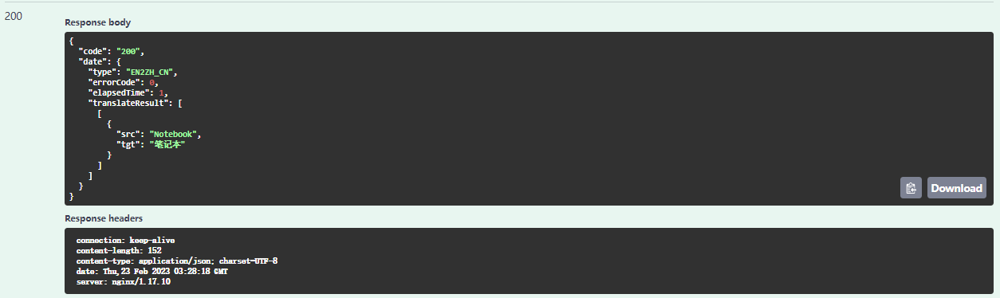 200
Response body
{
"code": "200",
"date": {
"type": "EN2ZH_CN",
"errorCode": 0,
"elapsedTime": 1,
"translateResult": [
[
{
"src": "Notebook",
"tgt": "笔记本"
}
]
]
}
}
Download
Response headers
connection: keep-alive
content-length: 152
content-type: application/json; charset=UTF-8
date: Thu,23 Feb 2023 03:28:18 GMT
server: nginx/1.17.10